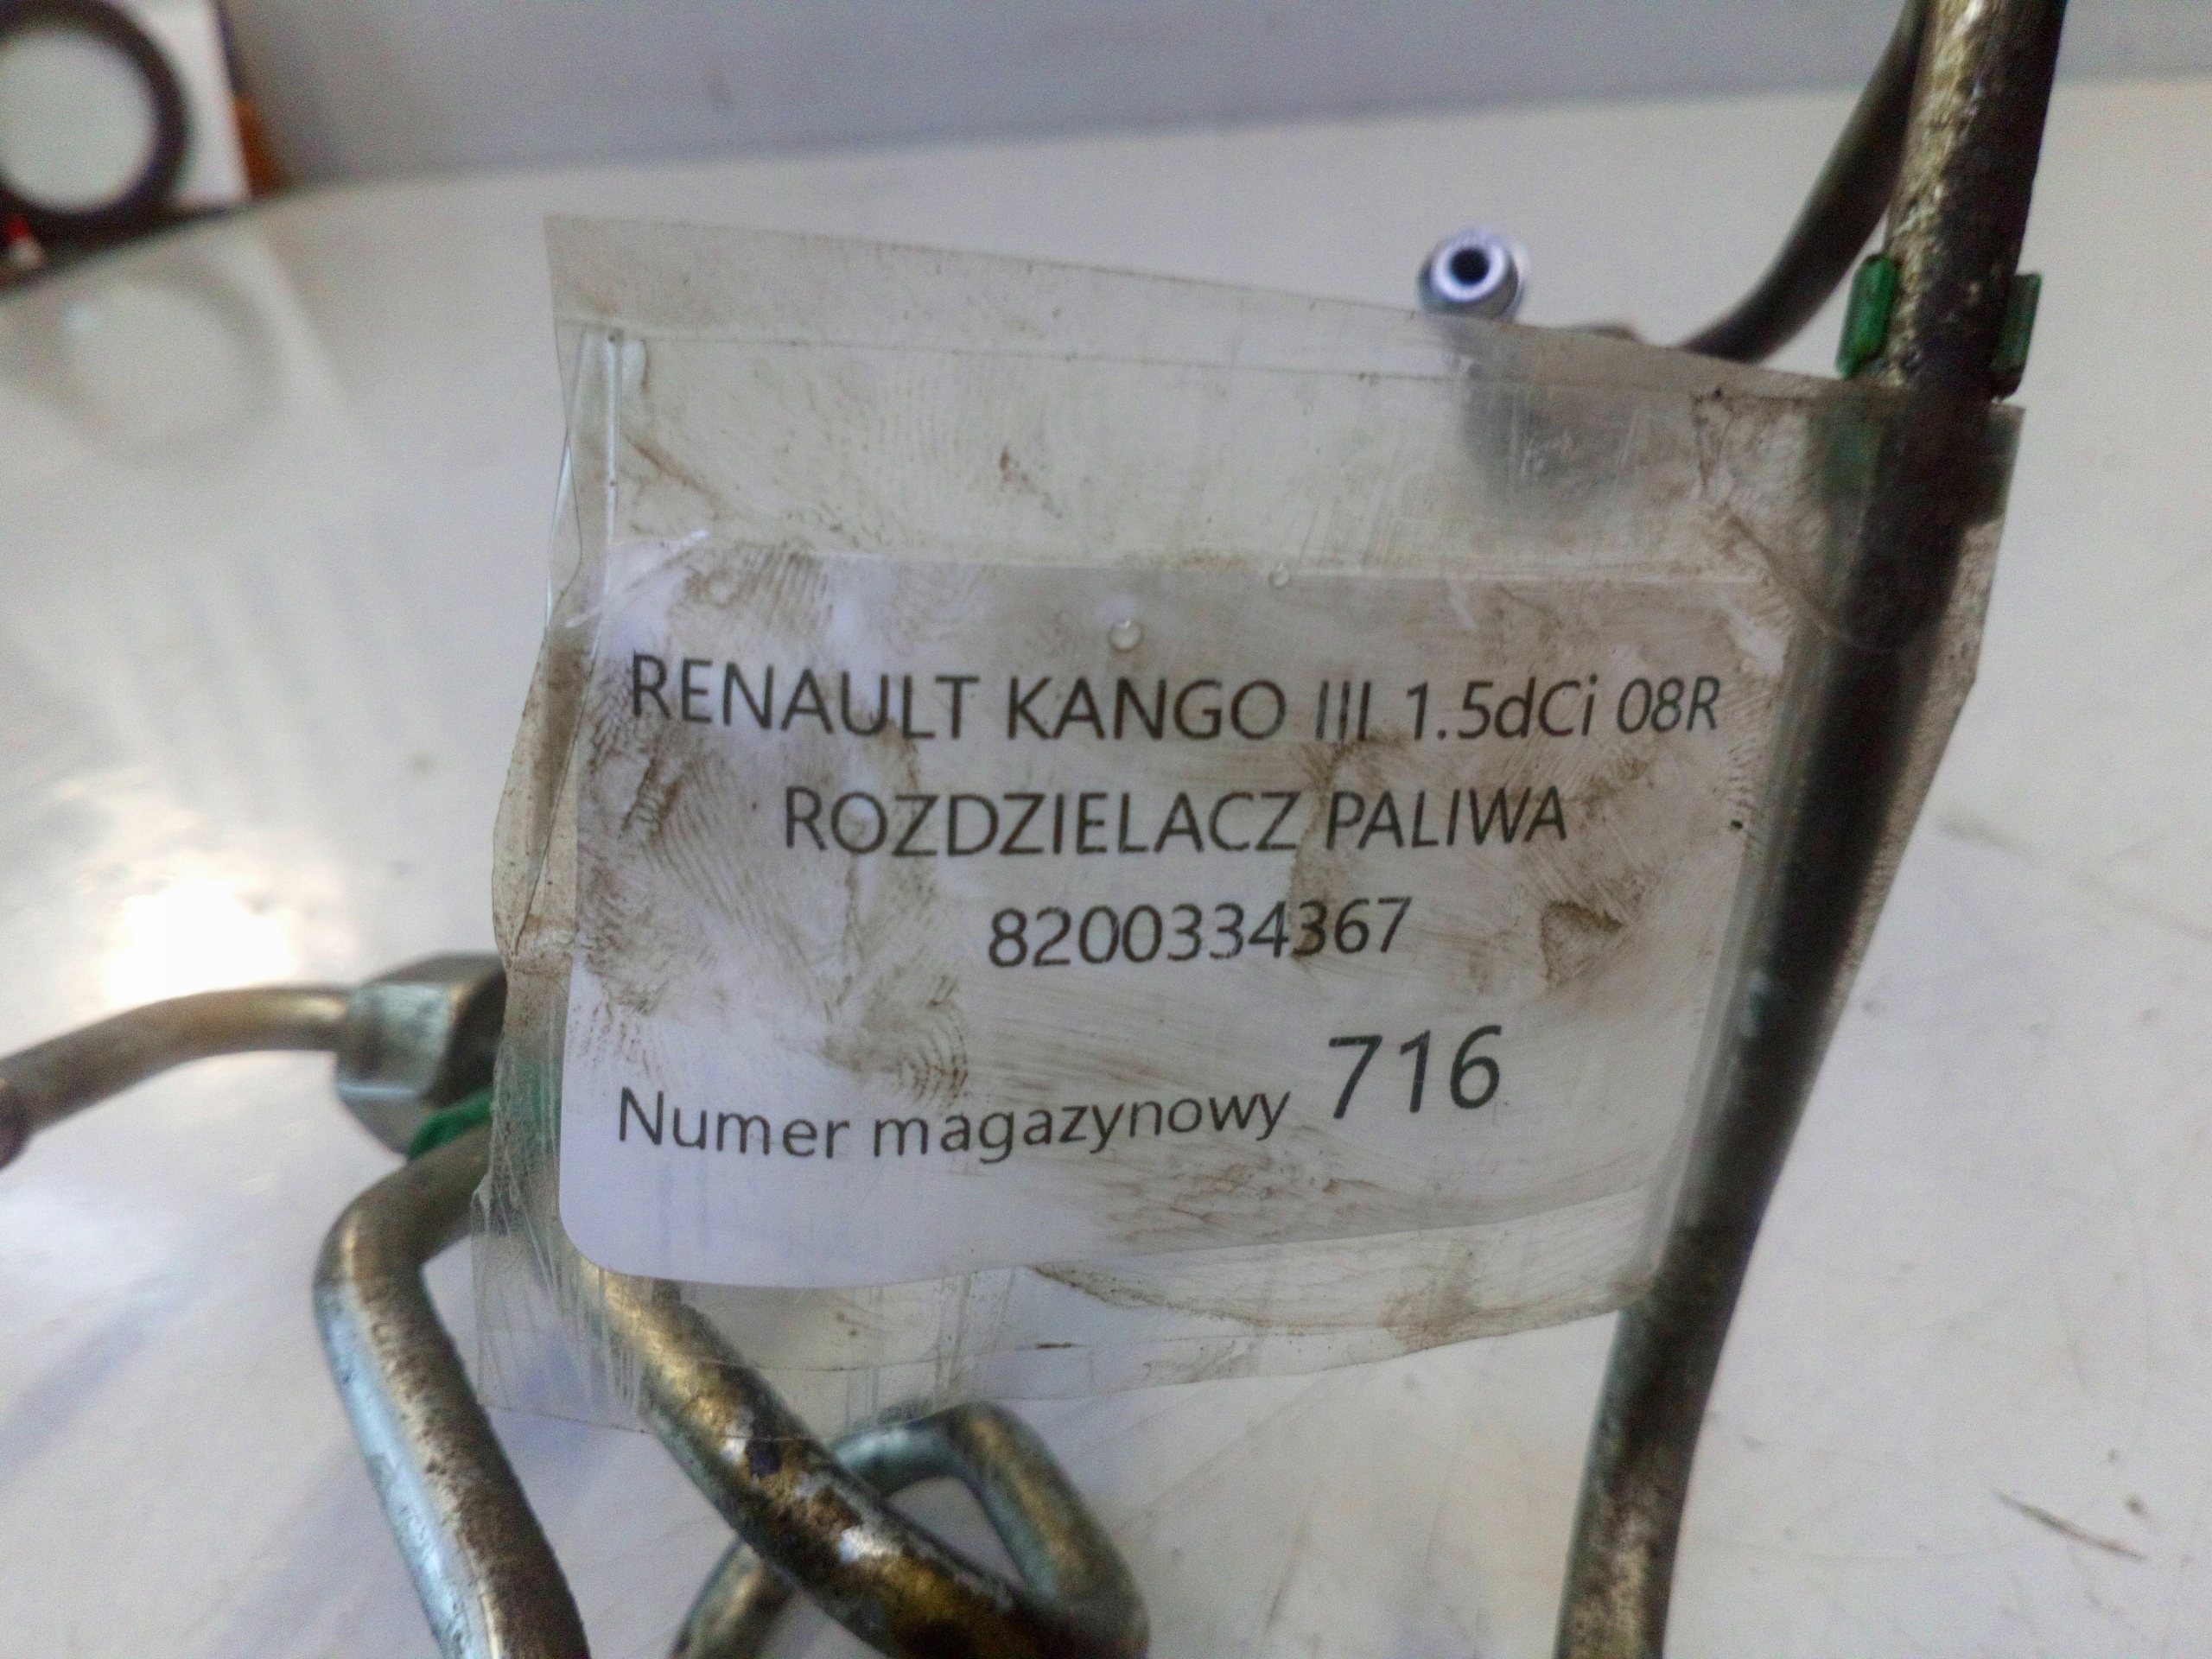 RENAULT KANGO III 1.5dCi 08R
ROZDZIELACZ PALIWA
8200334367
Numer magazynowy 716